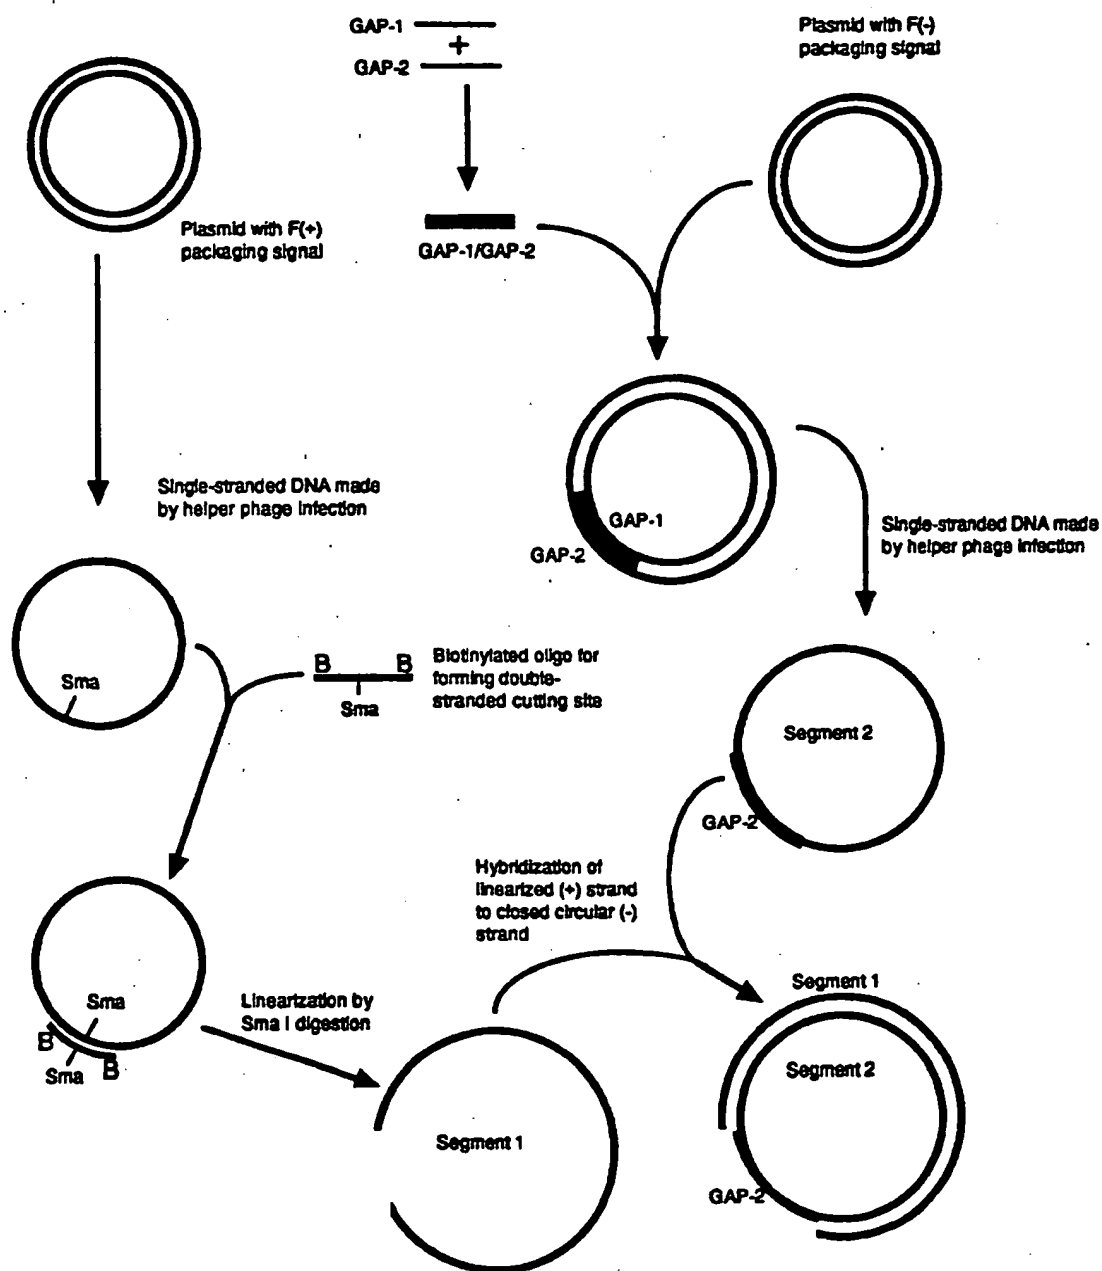 GAP-1
+
GAP-2
Plasmid with F(-)
packaging signal
Plasmid with F(+)
packaging signal
GAP-1/GAP-2
Single-stranded DNA made
by helper phage infection
GAP-1
GAP-2
Single-stranded DNA made
by helper phage infection
Sma
B B
Sma
Biotinylated oligo for
forming double-
stranded cutting site
Segment 2
GAP-2
Hybridization of
linearized (+) strand
to closed circular (-)
strand
Sma
B
Sma
B
Linearization by
Sma I digestion
Segment 1
Segment 1
Segment 2
GAP-2